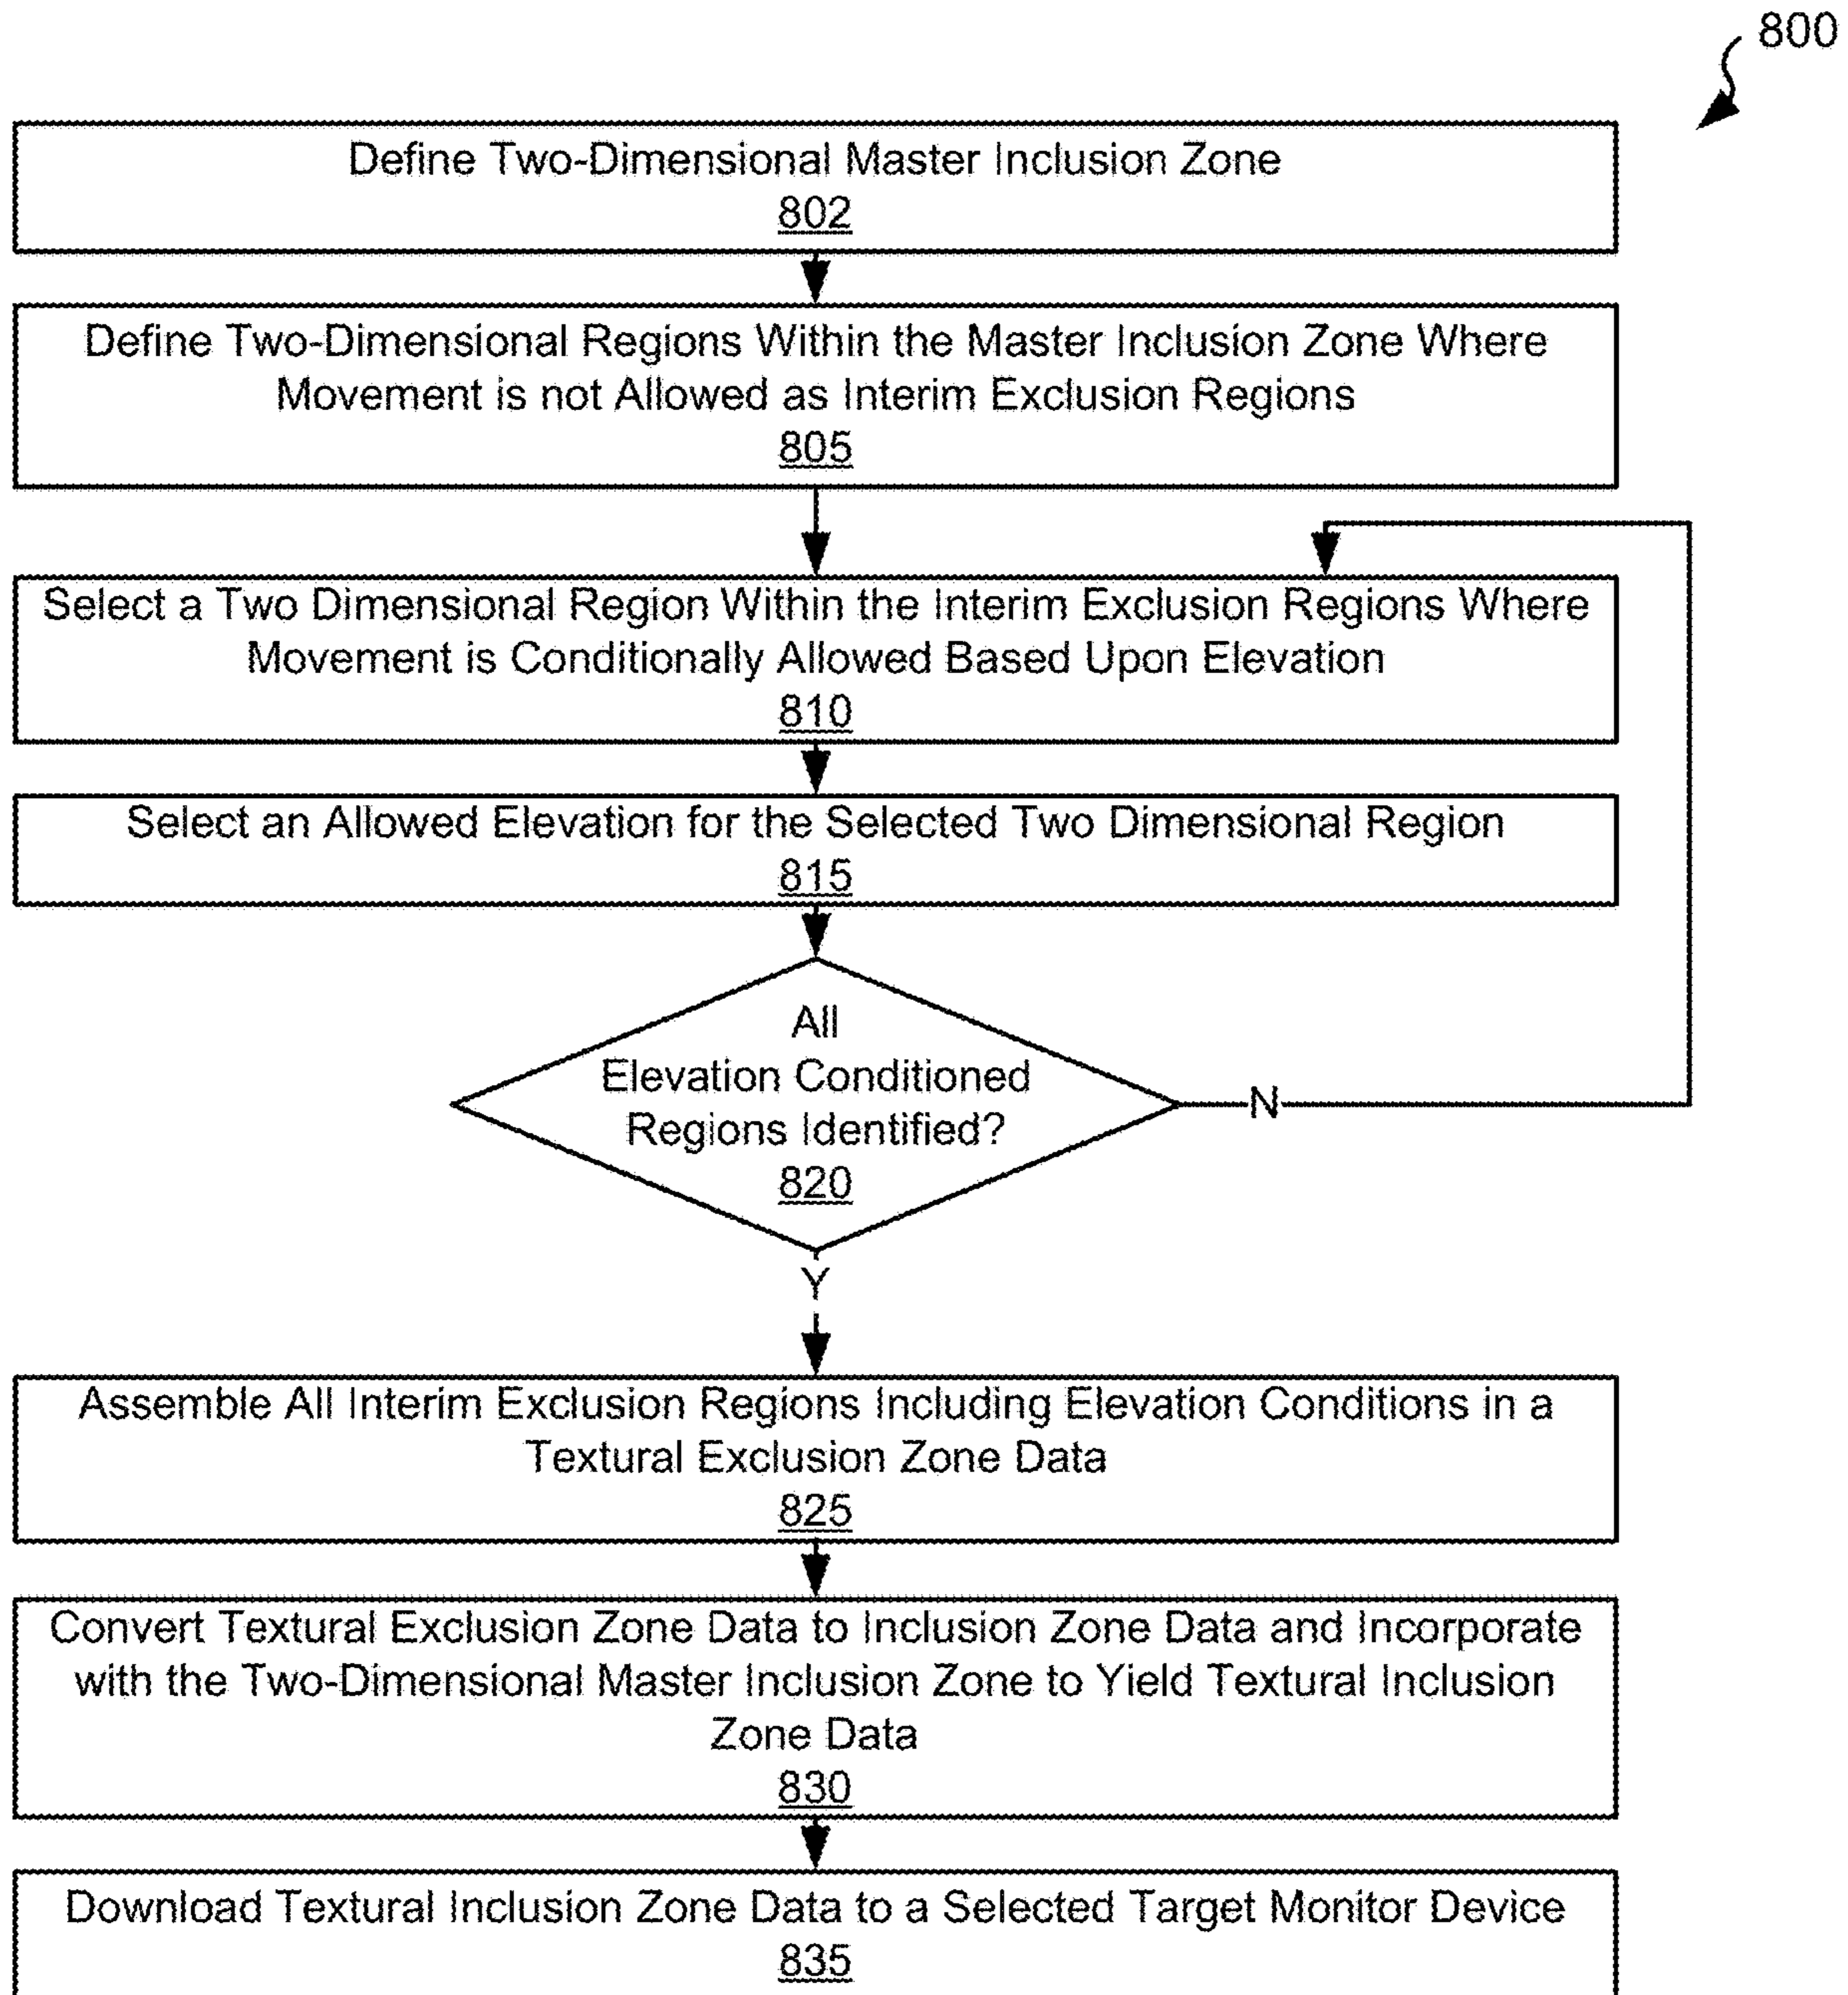 800
Define Two-Dimensional Master Inclusion Zone
802
Define Two-Dimensional Regions Within the Master Inclusion Zone Where
Movement is not Allowed as Interim Exclusion Regions
805
Select a Two Dimensional Region Within the Interim Exclusion Regions Where
Movement is Conditionally Allowed Based Upon Elevation
810
Select an Allowed Elevation for the Selected Two Dimensional Region
815
All
Elevation Conditioned
Regions Identified?
820
N
Y
Assemble All Interim Exclusion Regions Including Elevation Conditions in a
Textural Exclusion Zone Data
825
Convert Textural Exclusion Zone Data to Inclusion Zone Data and Incorporate
with the Two-Dimensional Master Inclusion Zone to Yield Textural Inclusion
Zone Data
830
Download Textural Inclusion Zone Data to a Selected Target Monitor Device
835